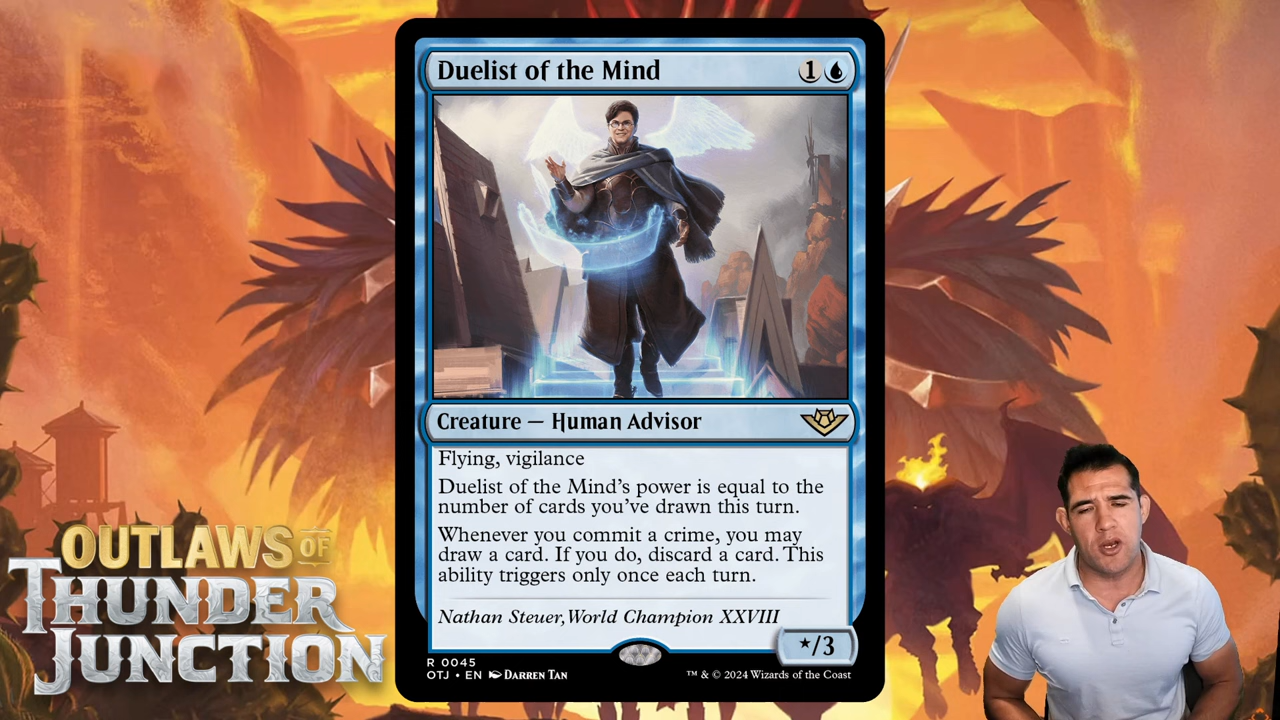 Duelist of the Mind 1
Creature — Human Advisor
Flying, vigilance
Duelist of the Mind's power is equal to the
number of cards you've drawn this turn.
Whenever you commit a crime, you may
draw a card. If you do, discard a card. This
ability triggers only once each turn.
Nathan Steuer, World Champion XXVIII
★/3
R 0045
OTJ • EN Darren Tan
™ & © 2024 Wizards of the Coast
OUTLAWS OF
THUNDER
JUNCTION